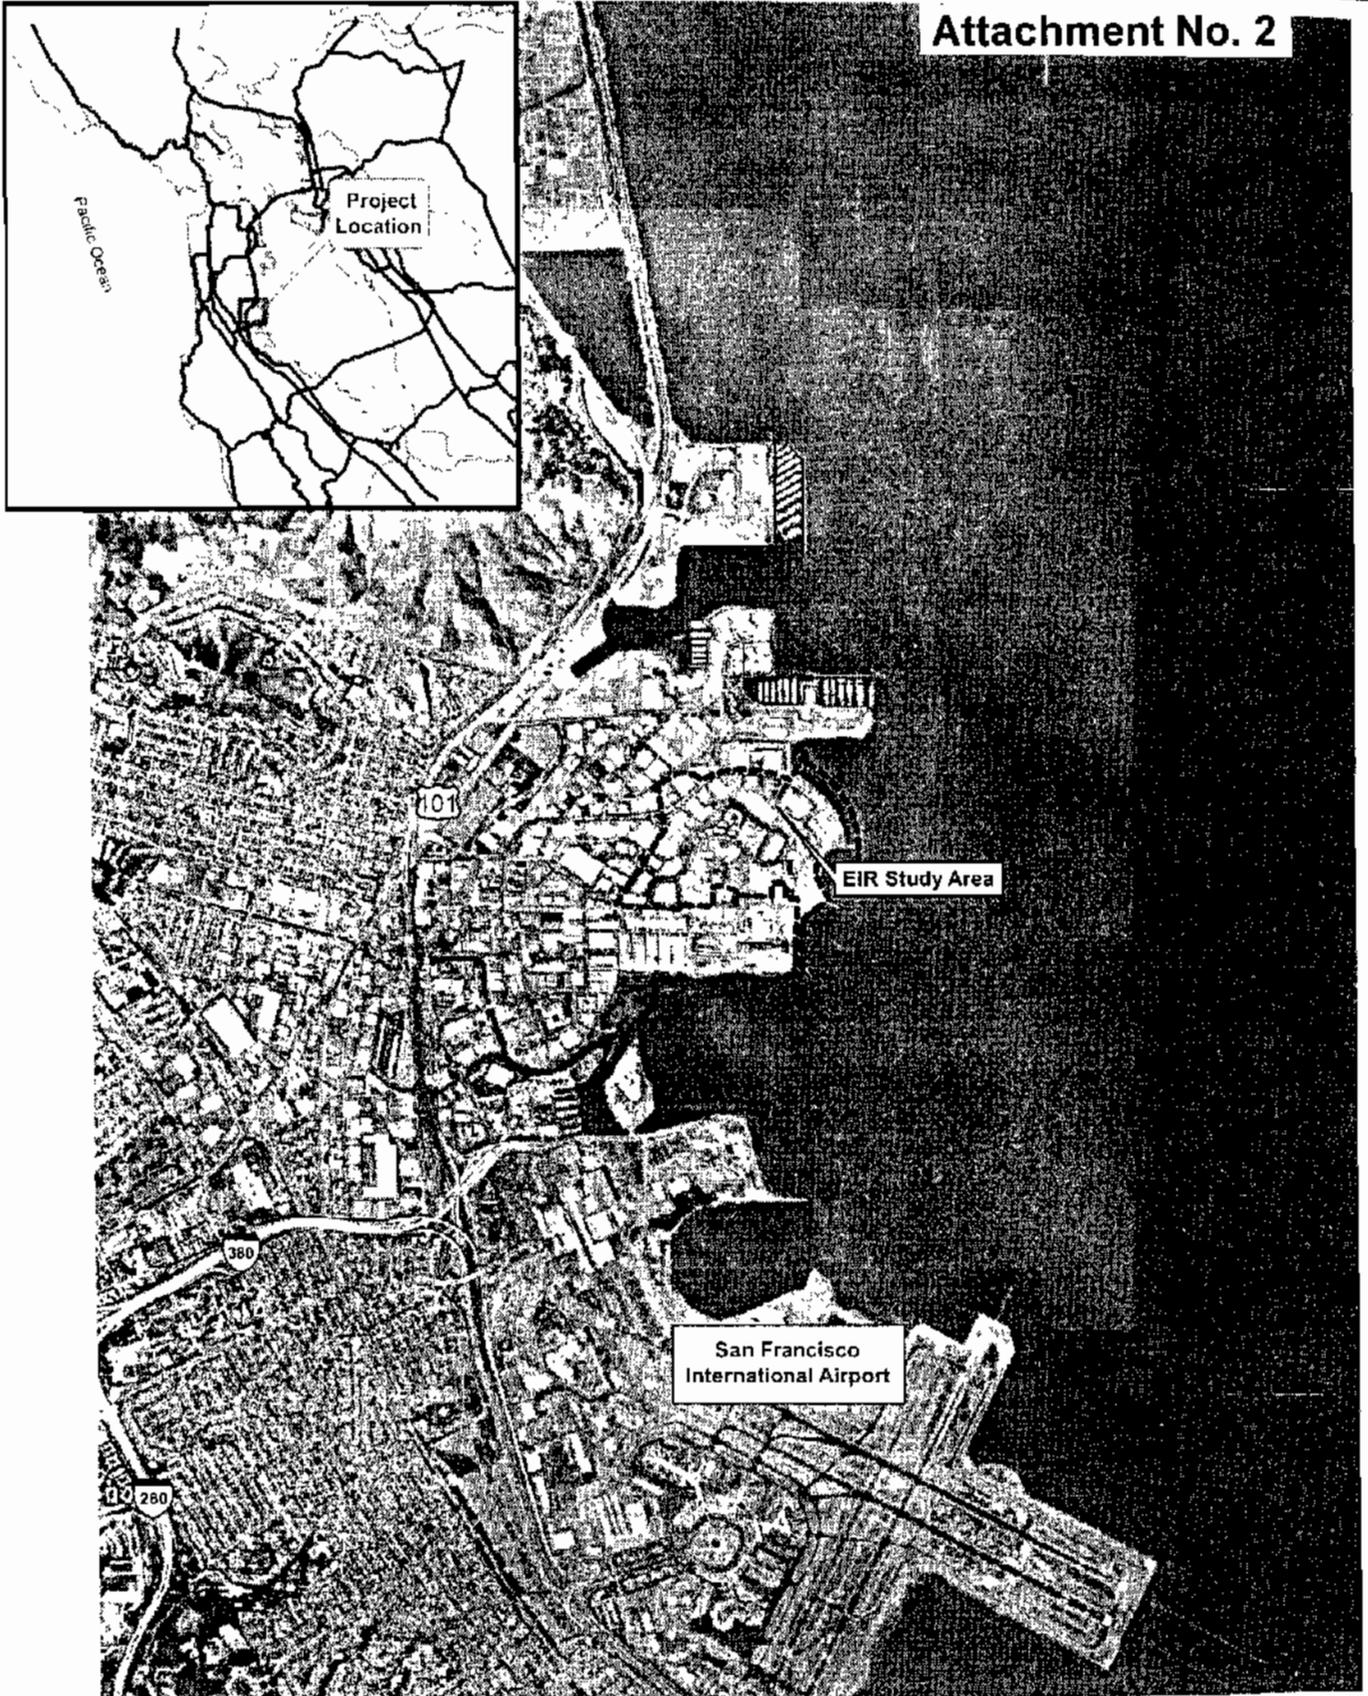 Attachment No. 2
Pacific Ocean
Project
Location
101
EIR Study Area
380
San Francisco
International Airport
280